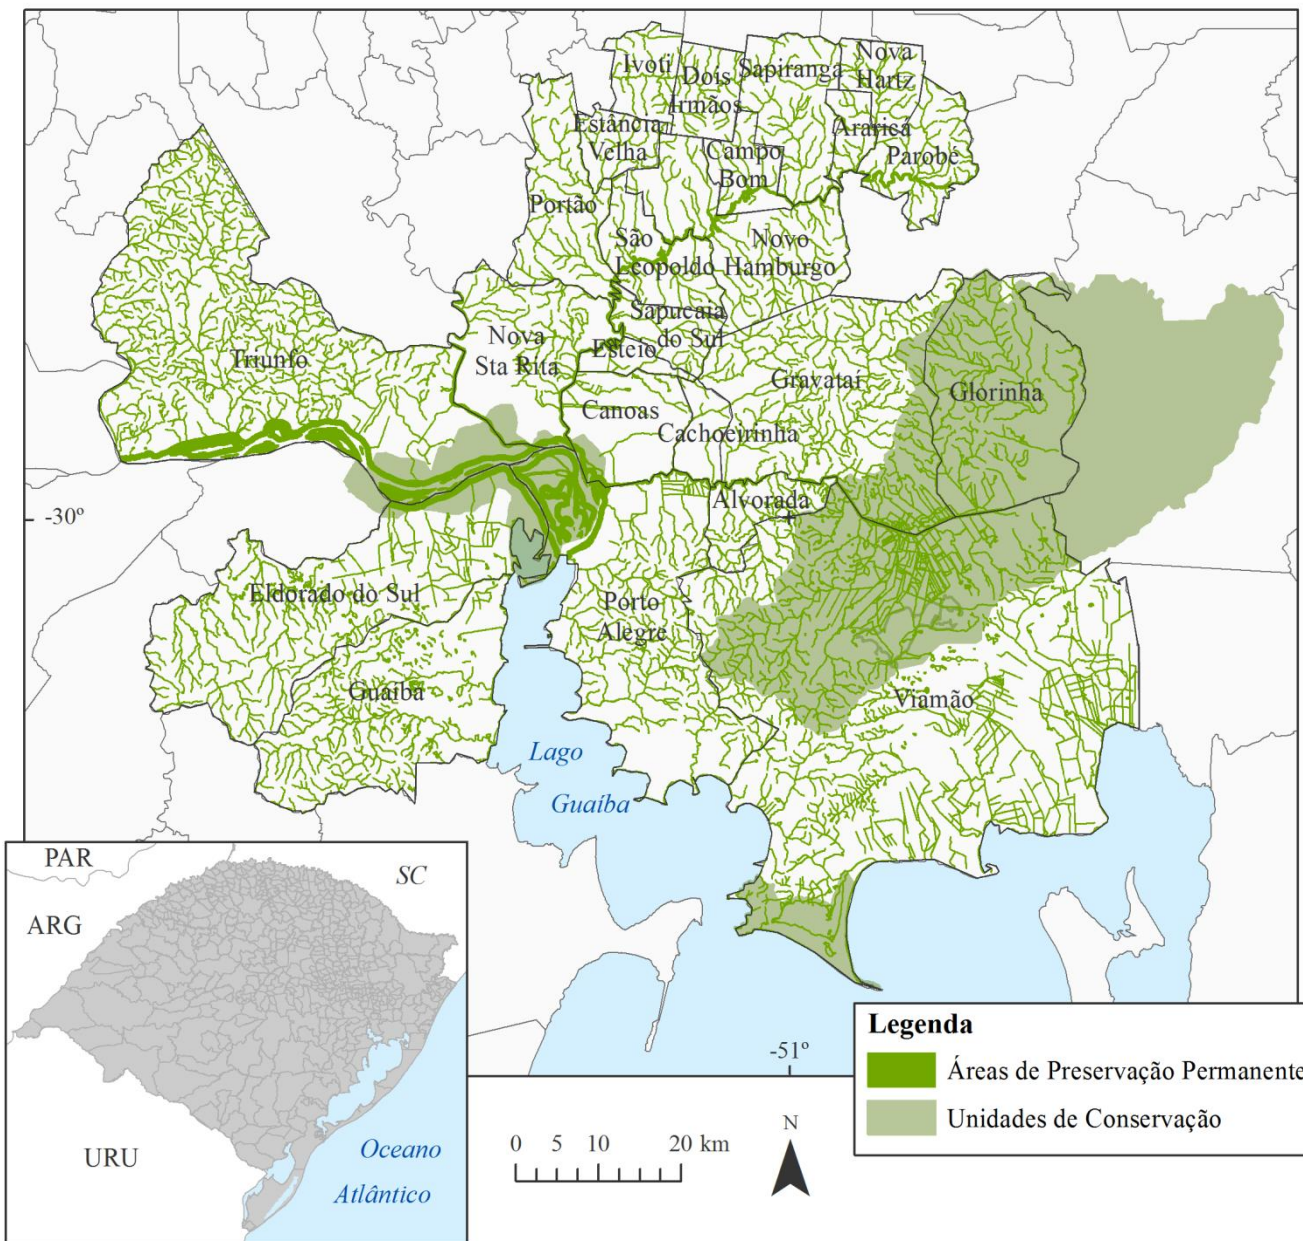 Ivoti
Dois
Irmãos
Sapiranga
Nova
Hartz
Estância
Velha
Campo
Bom
Araricá
Parobé
Portão
São
Leopoldo
Novo
Hamburgo
Nova
Sta Rita
Sapucaia
do Sul
Esteio
Triunfo
Gravataí
Glorinha
Canoas
Cachoeirinha
Alvorada
-30º
Eldorado do Sul
Porto
Alegre
Guaíba
Viamão
Lago
Guaíba
PAR
SC
ARG
URU
Oceano
Atlântico
-51º
N
0 5 10 20 km
Legenda
Áreas de Preservação Permanente
Unidades de Conservação